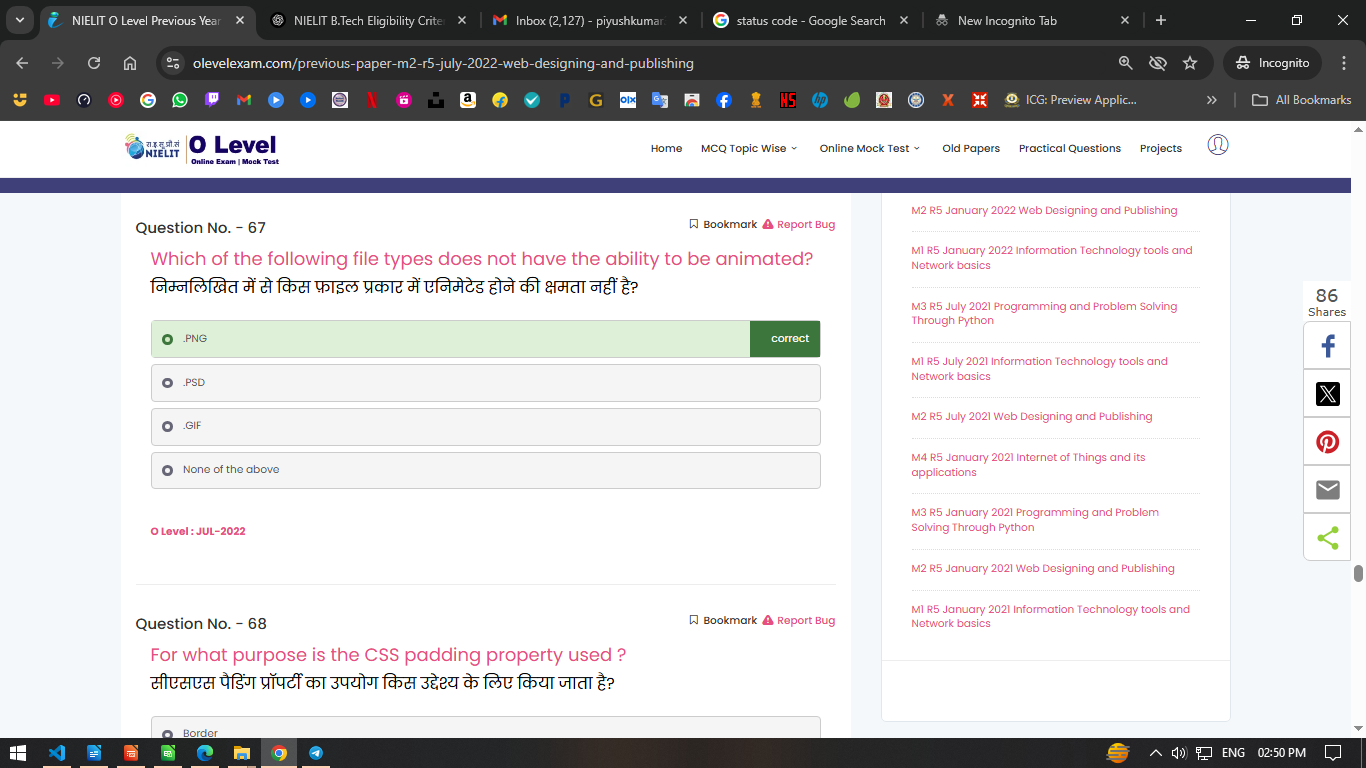 NIELIT O Level Previous Year
NIELIT B.Tech Eligibility Criter
Inbox (2,127) - piyushkumar
status code - Google Search
New Incognito Tab
olevelexam.com/previous-paper-m2-r5-july-2022-web-designing-and-publishing
Incognito
ICG: Preview Applic...
All Bookmarks
रा.इ.सू.प्रौ.सं
NIELIT
O Level
Online Exam | Mock Test
Home
MCQ Topic Wise
Online Mock Test
Old Papers
Practical Questions
Projects
Question No. - 67
Bookmark
Report Bug
Which of the following file types does not have the ability to be animated?
निम्नलिखित में से किस फ़ाइल प्रकार में एनिमेटेड होने की क्षमता नहीं है?
.PNG
correct
.PSD
.GIF
None of the above
O Level : JUL-2022
Question No. - 68
Bookmark
Report Bug
For what purpose is the CSS padding property used ?
सीएसएस पैडिंग प्रॉपर्टी का उपयोग किस उद्देश्य के लिए किया जाता है?
Border
M2 R5 January 2022 Web Designing and Publishing
M1 R5 January 2022 Information Technology tools and
Network basics
M3 R5 July 2021 Programming and Problem Solving
Through Python
M1 R5 July 2021 Information Technology tools and
Network basics
M2 R5 July 2021 Web Designing and Publishing
M4 R5 January 2021 Internet of Things and its
applications
M3 R5 January 2021 Programming and Problem
Solving Through Python
M2 R5 January 2021 Web Designing and Publishing
M1 R5 January 2021 Information Technology tools and
Network basics
86
Shares
ENG
02:50 PM